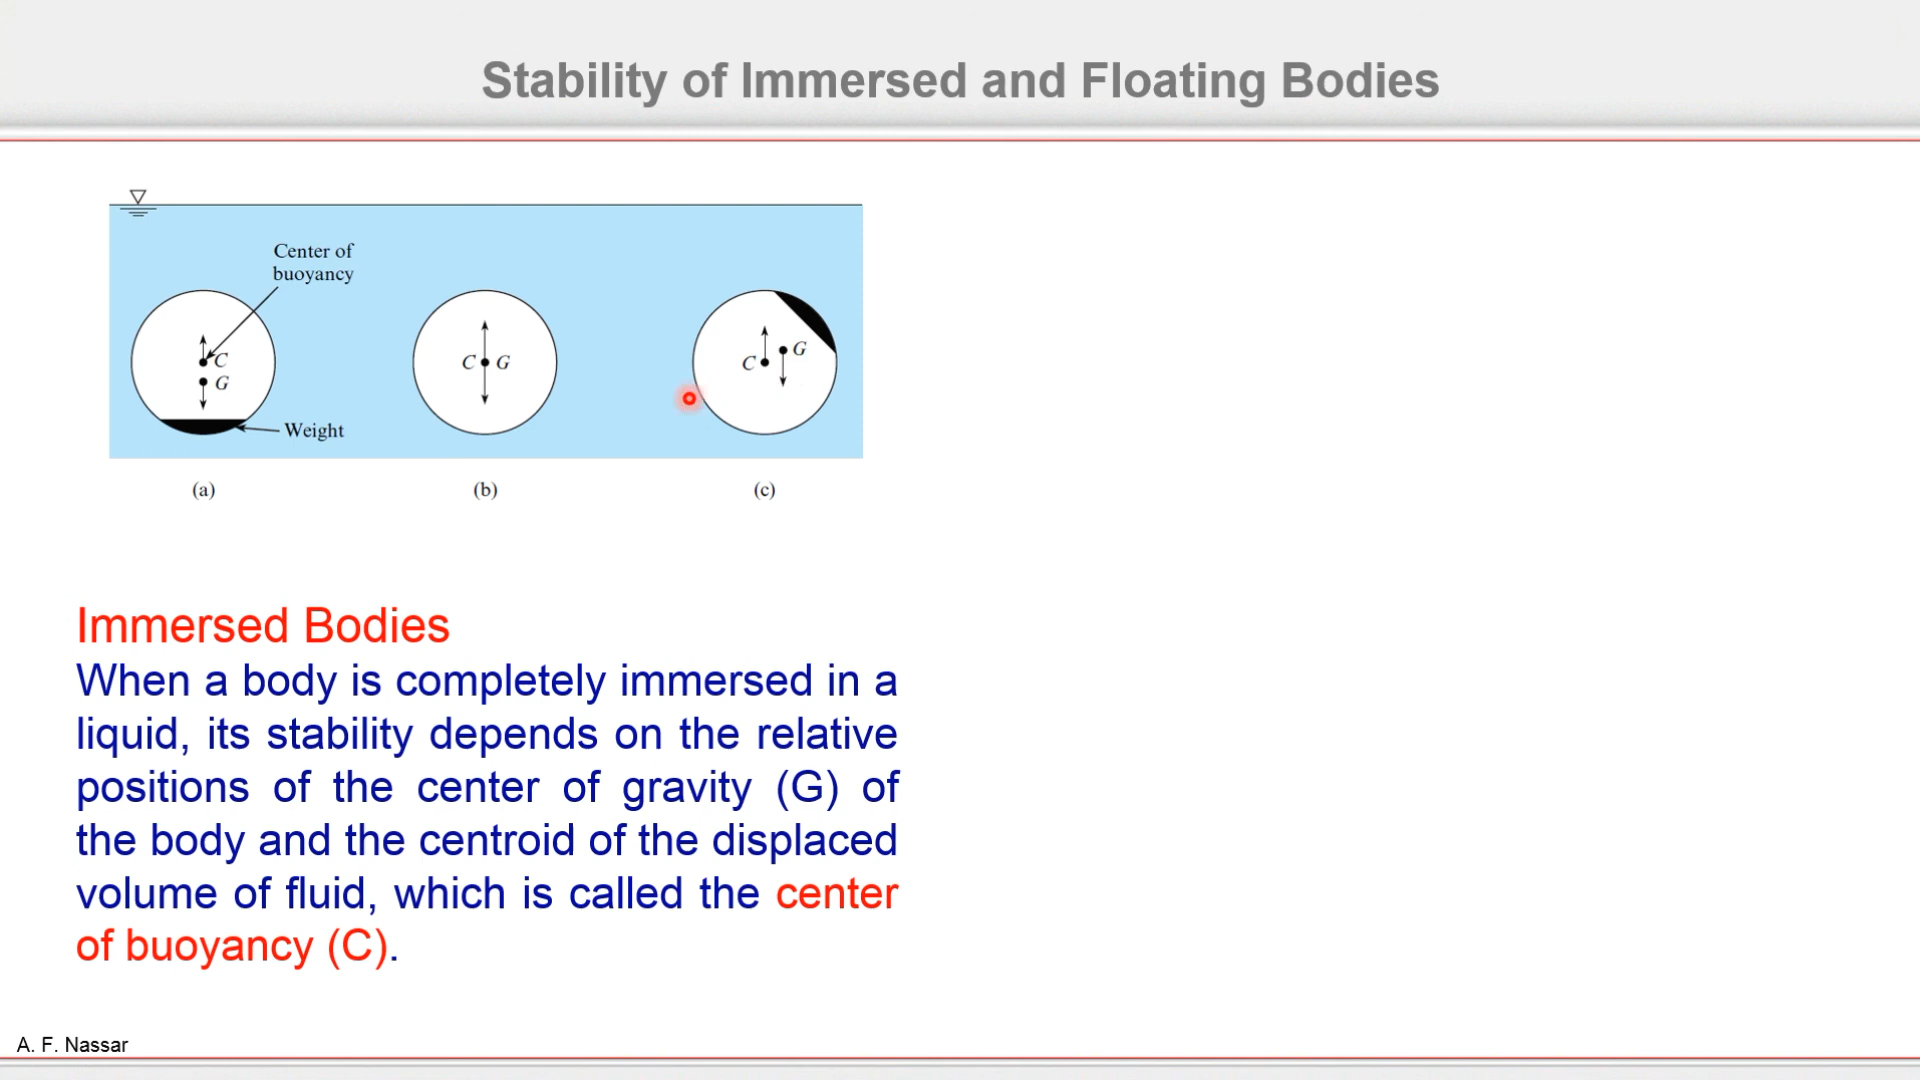 Stability of Immersed and Floating Bodies
Center of
buoyancy
C
G
Weight
C G
C
G
(a)
(b)
(c)
Immersed Bodies
When a body is completely immersed in a
liquid, its stability depends on the relative
positions of the center of gravity (G) of
the body and the centroid of the displaced
volume of fluid, which is called the center
of buoyancy (C).
A. F. Nassar